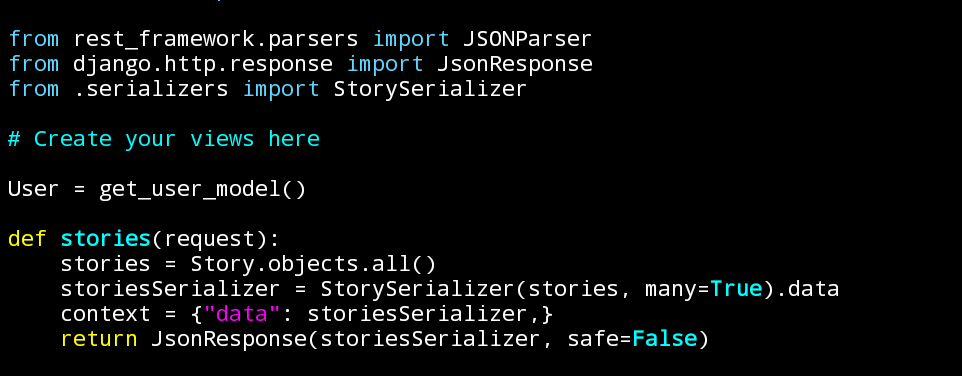 from rest_framework.parsers import JSONParser
from django.http.response import JsonResponse
from .serializers import StorySerializer
# Create your views here
User = get_user_model()
def stories(request):
    stories = Story.objects.all()
    storiesSerializer = StorySerializer(stories, many=True).data
    context = {"data": storiesSerializer,}
    return JsonResponse(storiesSerializer, safe=False)